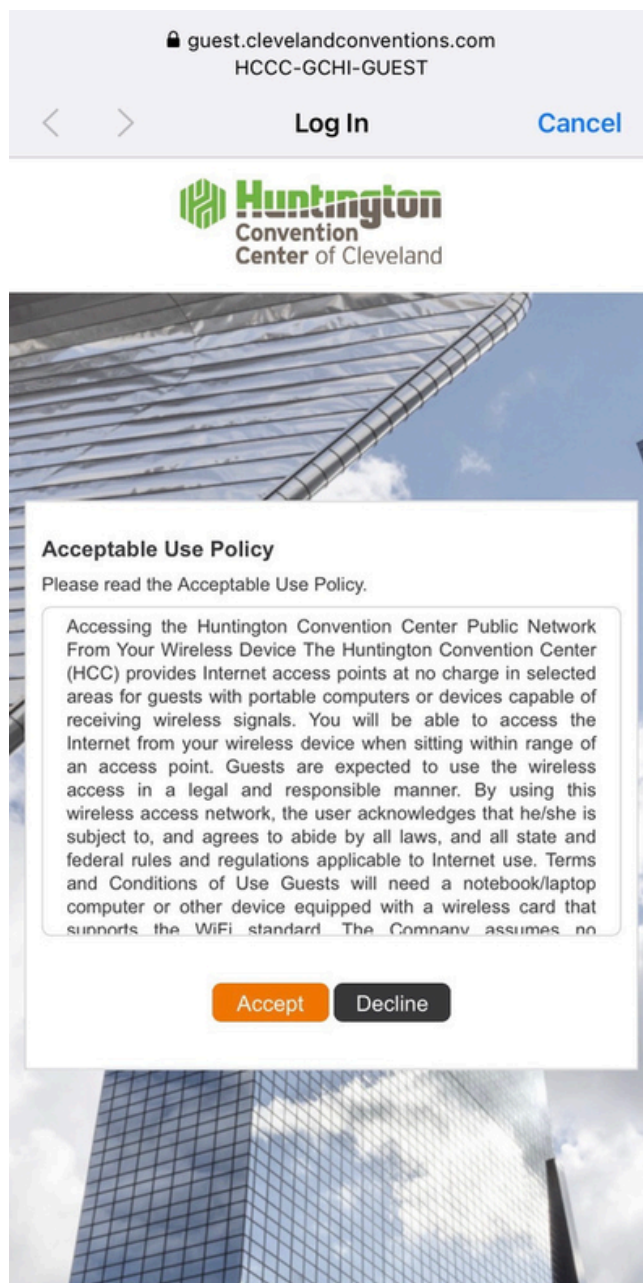 guest.clevelandconventions.com
HCCC-GCHI-GUEST
Log In
Cancel
Huntington
Convention
Center of Cleveland
Acceptable Use Policy
Please read the Acceptable Use Policy.
Accessing the Huntington Convention Center Public Network
From Your Wireless Device The Huntington Convention Center
(HCC) provides Internet access points at no charge in selected
areas for guests with portable computers or devices capable of
receiving wireless signals. You will be able to access the
Internet from your wireless device when sitting within range of
an access point. Guests are expected to use the wireless
access in a legal and responsible manner. By using this
wireless access network, the user acknowledges that he/she is
subject to, and agrees to abide by all laws, and all state and
federal rules and regulations applicable to Internet use. Terms
and Conditions of Use Guests will need a notebook/laptop
computer or other device equipped with a wireless card that
supports the WiFi standard. The Company assumes no
Accept
Decline